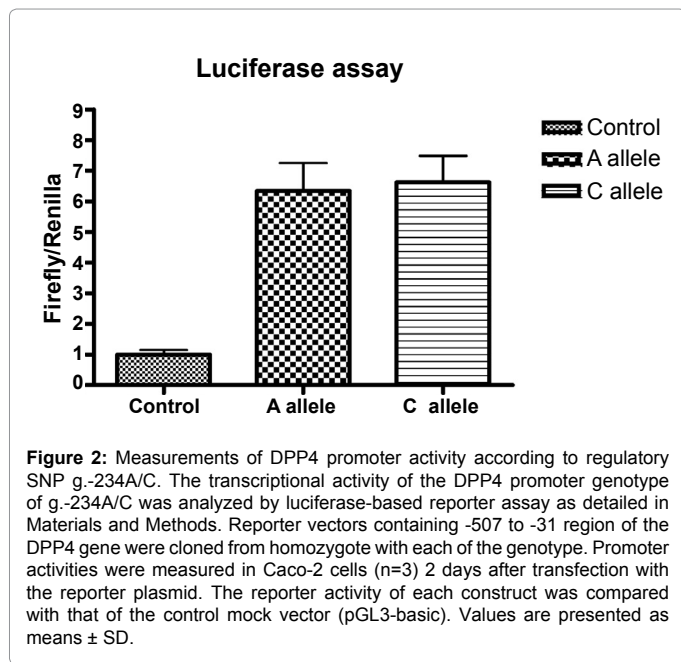 Luciferase assay
9
8
7
6
5
4
3
2
1
0
Firefly/Renilla
Control
A allele
C allele
Control
A allele
C allele
Figure 2: Measurements of DPP4 promoter activity according to regulatory
SNP g.-234A/C. The transcriptional activity of the DPP4 promoter genotype
of g.-234A/C was analyzed by luciferase-based reporter assay as detailed in
Materials and Methods. Reporter vectors containing -507 to -31 region of the
DPP4 gene were cloned from homozygote with each of the genotype. Promoter
activities were measured in Caco-2 cells (n=3) 2 days after transfection with
the reporter plasmid. The reporter activity of each construct was compared
with that of the control mock vector (pGL3-basic). Values are presented as
means ± SD.